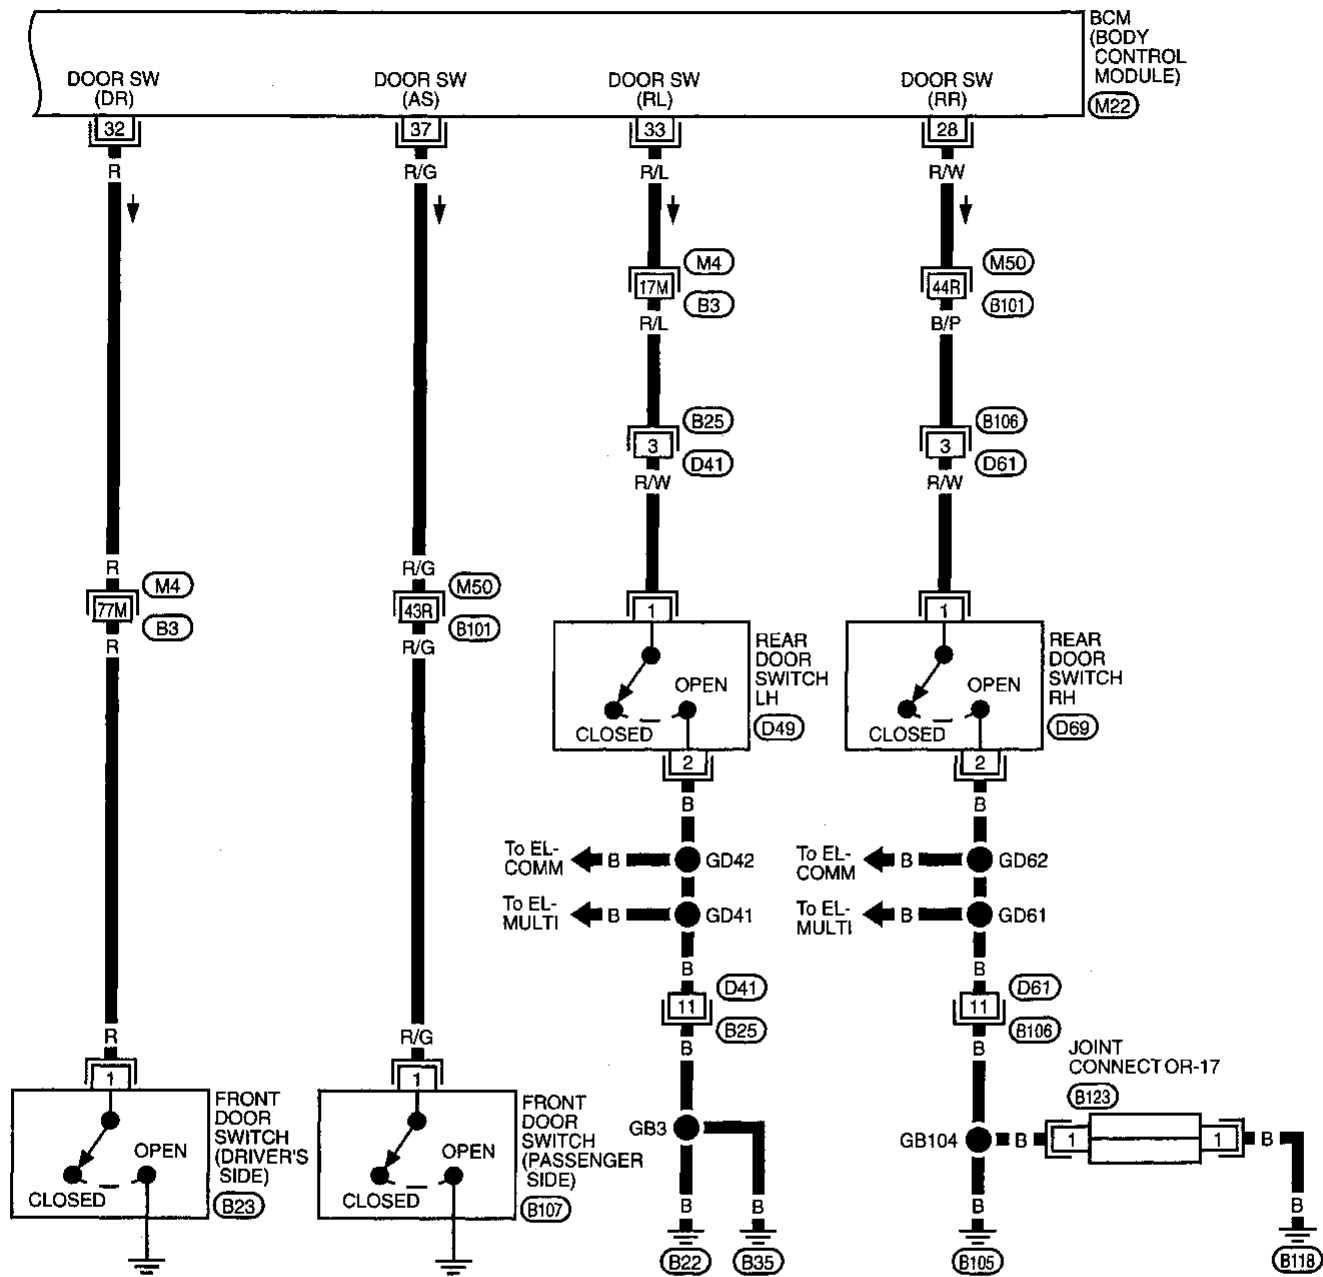 BCM
(BODY
CONTROL
MODULE)
M22
DOOR SW
(DR)
DOOR SW
(AS)
DOOR SW
(RL)
DOOR SW
(RR)
32
37
33
28
R
R/G
R/L
R/W
M4
17M
B3
R/L
M50
44R
B101
B/P
B25
3
D41
R/W
B106
3
D61
R/W
R
M4
77M
B3
R
R/G
M50
43R
B101
R/G
1
REAR
DOOR
SWITCH
LH
D49
OPEN
CLOSED
2
B
1
REAR
DOOR
SWITCH
RH
D69
OPEN
CLOSED
2
B
To EL-
COMM
B
GD42
To EL-
MULTI
B
GD41
B
To EL-
COMM
B
GD62
To EL-
MULTI
B
GD61
B
D41
11
B25
B
D61
11
B106
B
R
1
FRONT
DOOR
SWITCH
(DRIVER'S
SIDE)
B23
OPEN
CLOSED
R/G
1
FRONT
DOOR
SWITCH
(PASSENGER
SIDE)
B107
OPEN
CLOSED
GB3
B
B
B22
B35
JOINT
CONNECTOR-17
B123
GB104
B
1
1
B
B
B
B105
B118